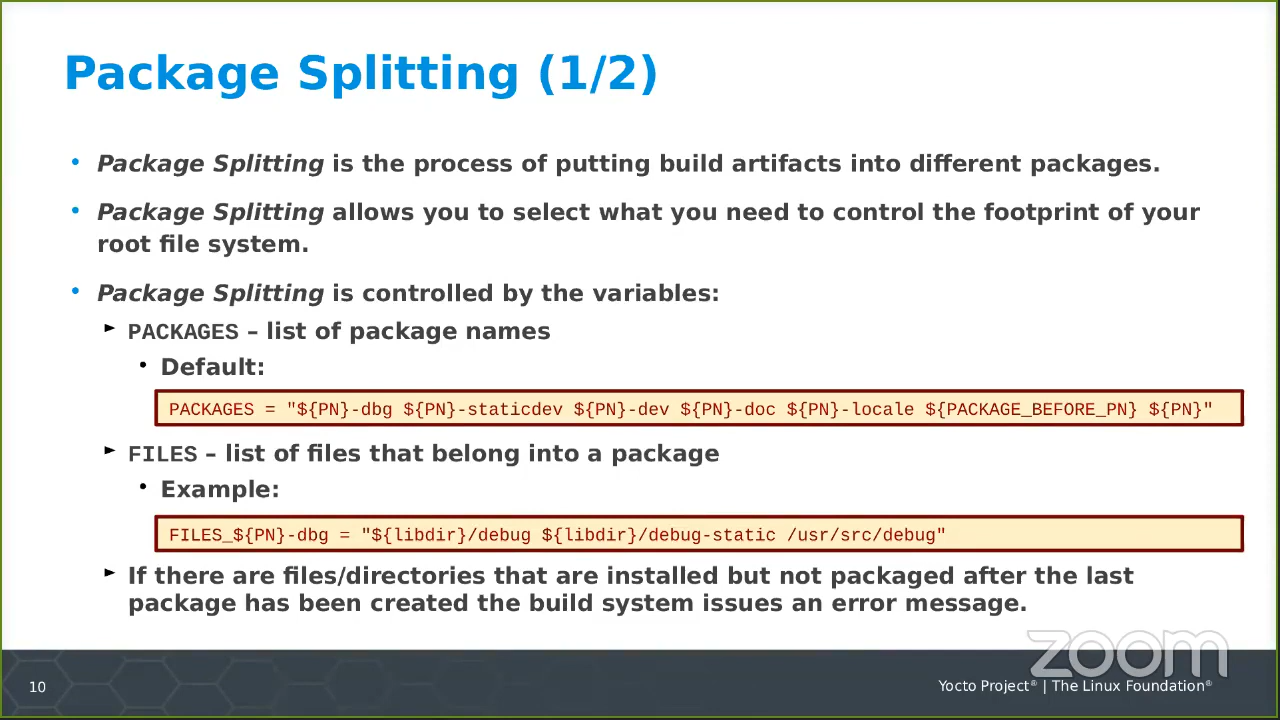 Package Splitting (1/2)
• Package Splitting is the process of putting build artifacts into different packages.
• Package Splitting allows you to select what you need to control the footprint of your
root file system.
• Package Splitting is controlled by the variables:
► PACKAGES – list of package names
• Default:
PACKAGES = "${PN}-dbg ${PN}-staticdev ${PN}-dev ${PN}-doc ${PN}-locale ${PACKAGE_BEFORE_PN} ${PN}"
► FILES – list of files that belong into a package
• Example:
FILES_${PN}-dbg = "${libdir}/debug ${libdir}/debug-static /usr/src/debug"
► If there are files/directories that are installed but not packaged after the last
package has been created the build system issues an error message.
zoom
10
Yocto Project® | The Linux Foundation®